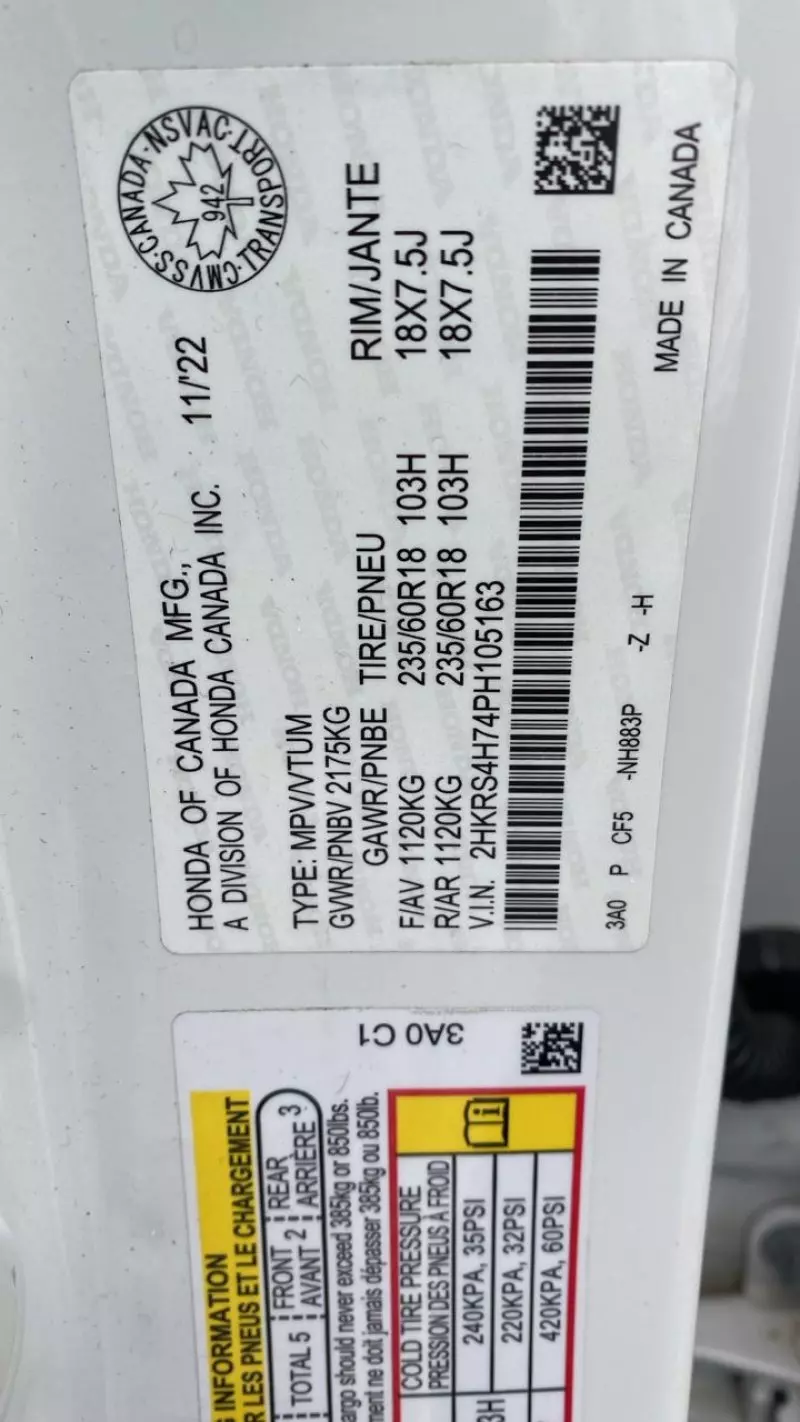 HONDA OF CANADA MFG.,
A DIVISION OF HONDA CANADA INC. 11/'22
CMVSS·CANADA·NSVAC·TRANSPORT·
942
TYPE: MPV/VTUM
GVWR/PNBV 2175KG
GAWR/PNBE TIRE/PNEU RIM/JANTE
F/AV 1120KG 235/60R18 103H 18X7.5J
R/AR 1120KG 235/60R18 103H 18X7.5J
V.I.N. 2HKRS4H74PH105163
3A0 P CF5 -NH883P -Z -H
MADE IN CANADA
3A0 C1
INFORMATION
LES PNEUS ET LE CHARGEMENT
TOTAL 5 FRONT 2 REAR 3
AVANT ARRIÈRE
should never exceed 385kg or 850lbs.
ne doit jamais dépasser 385kg ou 850lb.
COLD TIRE PRESSURE
PRESSION DES PNEUS À FROID
240KPA, 35PSI
220KPA, 32PSI
420KPA, 60PSI